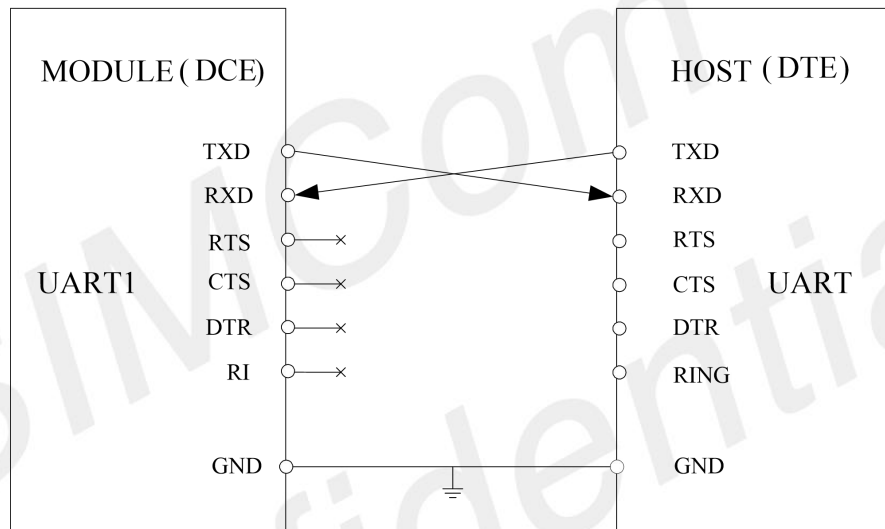 MODULE ( DCE)
HOST ( DTE)
TXD
TXD
RXD
RXD
RTS
RTS
UART1
CTS
CTS
UART
DTR
DTR
RI
RING
GND
GND
SIMCom